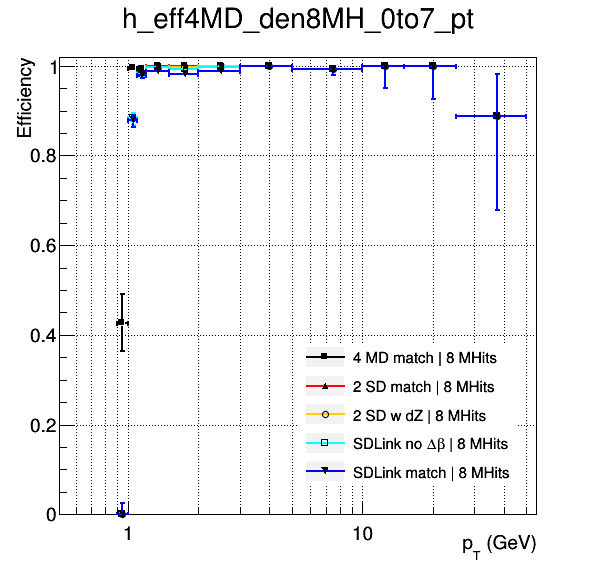 h_eff4MD_den8MH_0to7_pt
Efficiency
1
0.8
0.6
0.4
0.2
0
4 MD match | 8 MHits
2 SD match | 8 MHits
2 SD w dZ | 8 MHits
SDLink no Δβ | 8 MHits
SDLink match | 8 MHits
1
10
p_T (GeV)